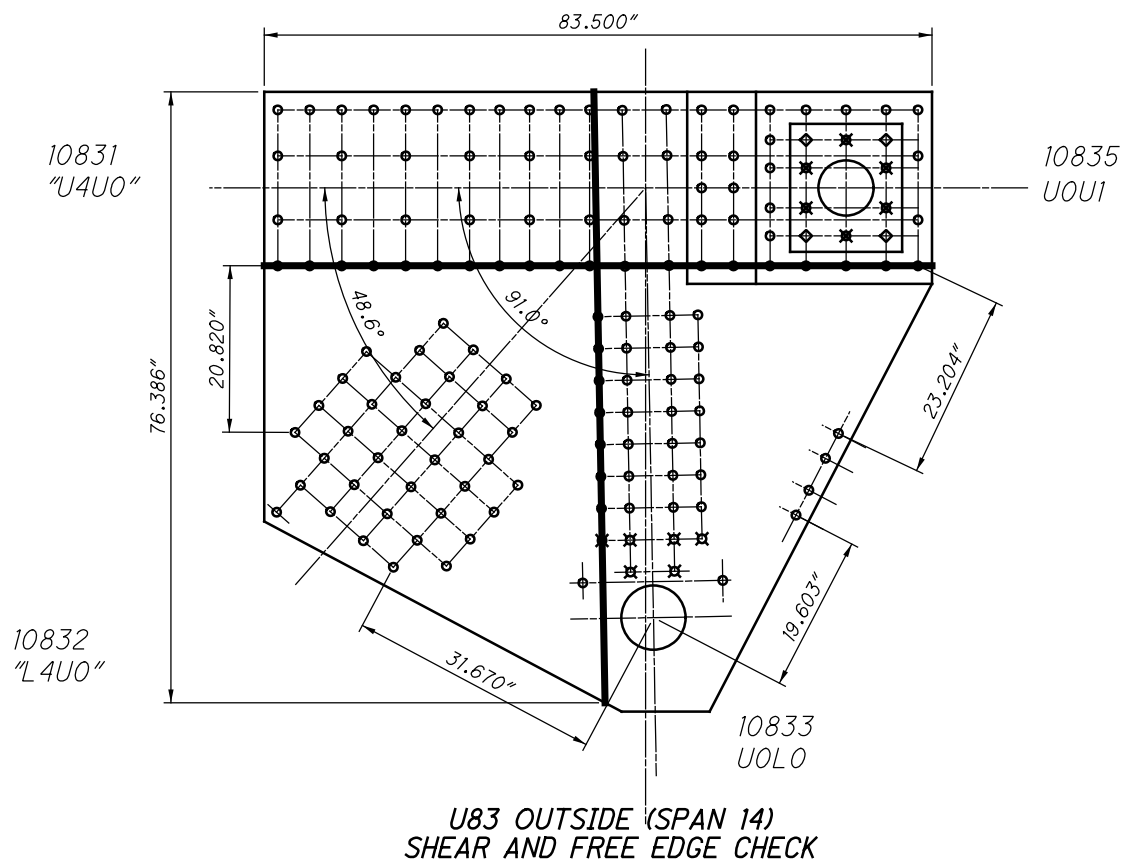 83.500"
10831
"U4U0"
10835
U0U1
48.6°
91.0°
20.820"
76.386"
23.204"
19.603"
31.670"
10832
"L4U0"
10833
U0L0
U83 OUTSIDE (SPAN 14)
SHEAR AND FREE EDGE CHECK